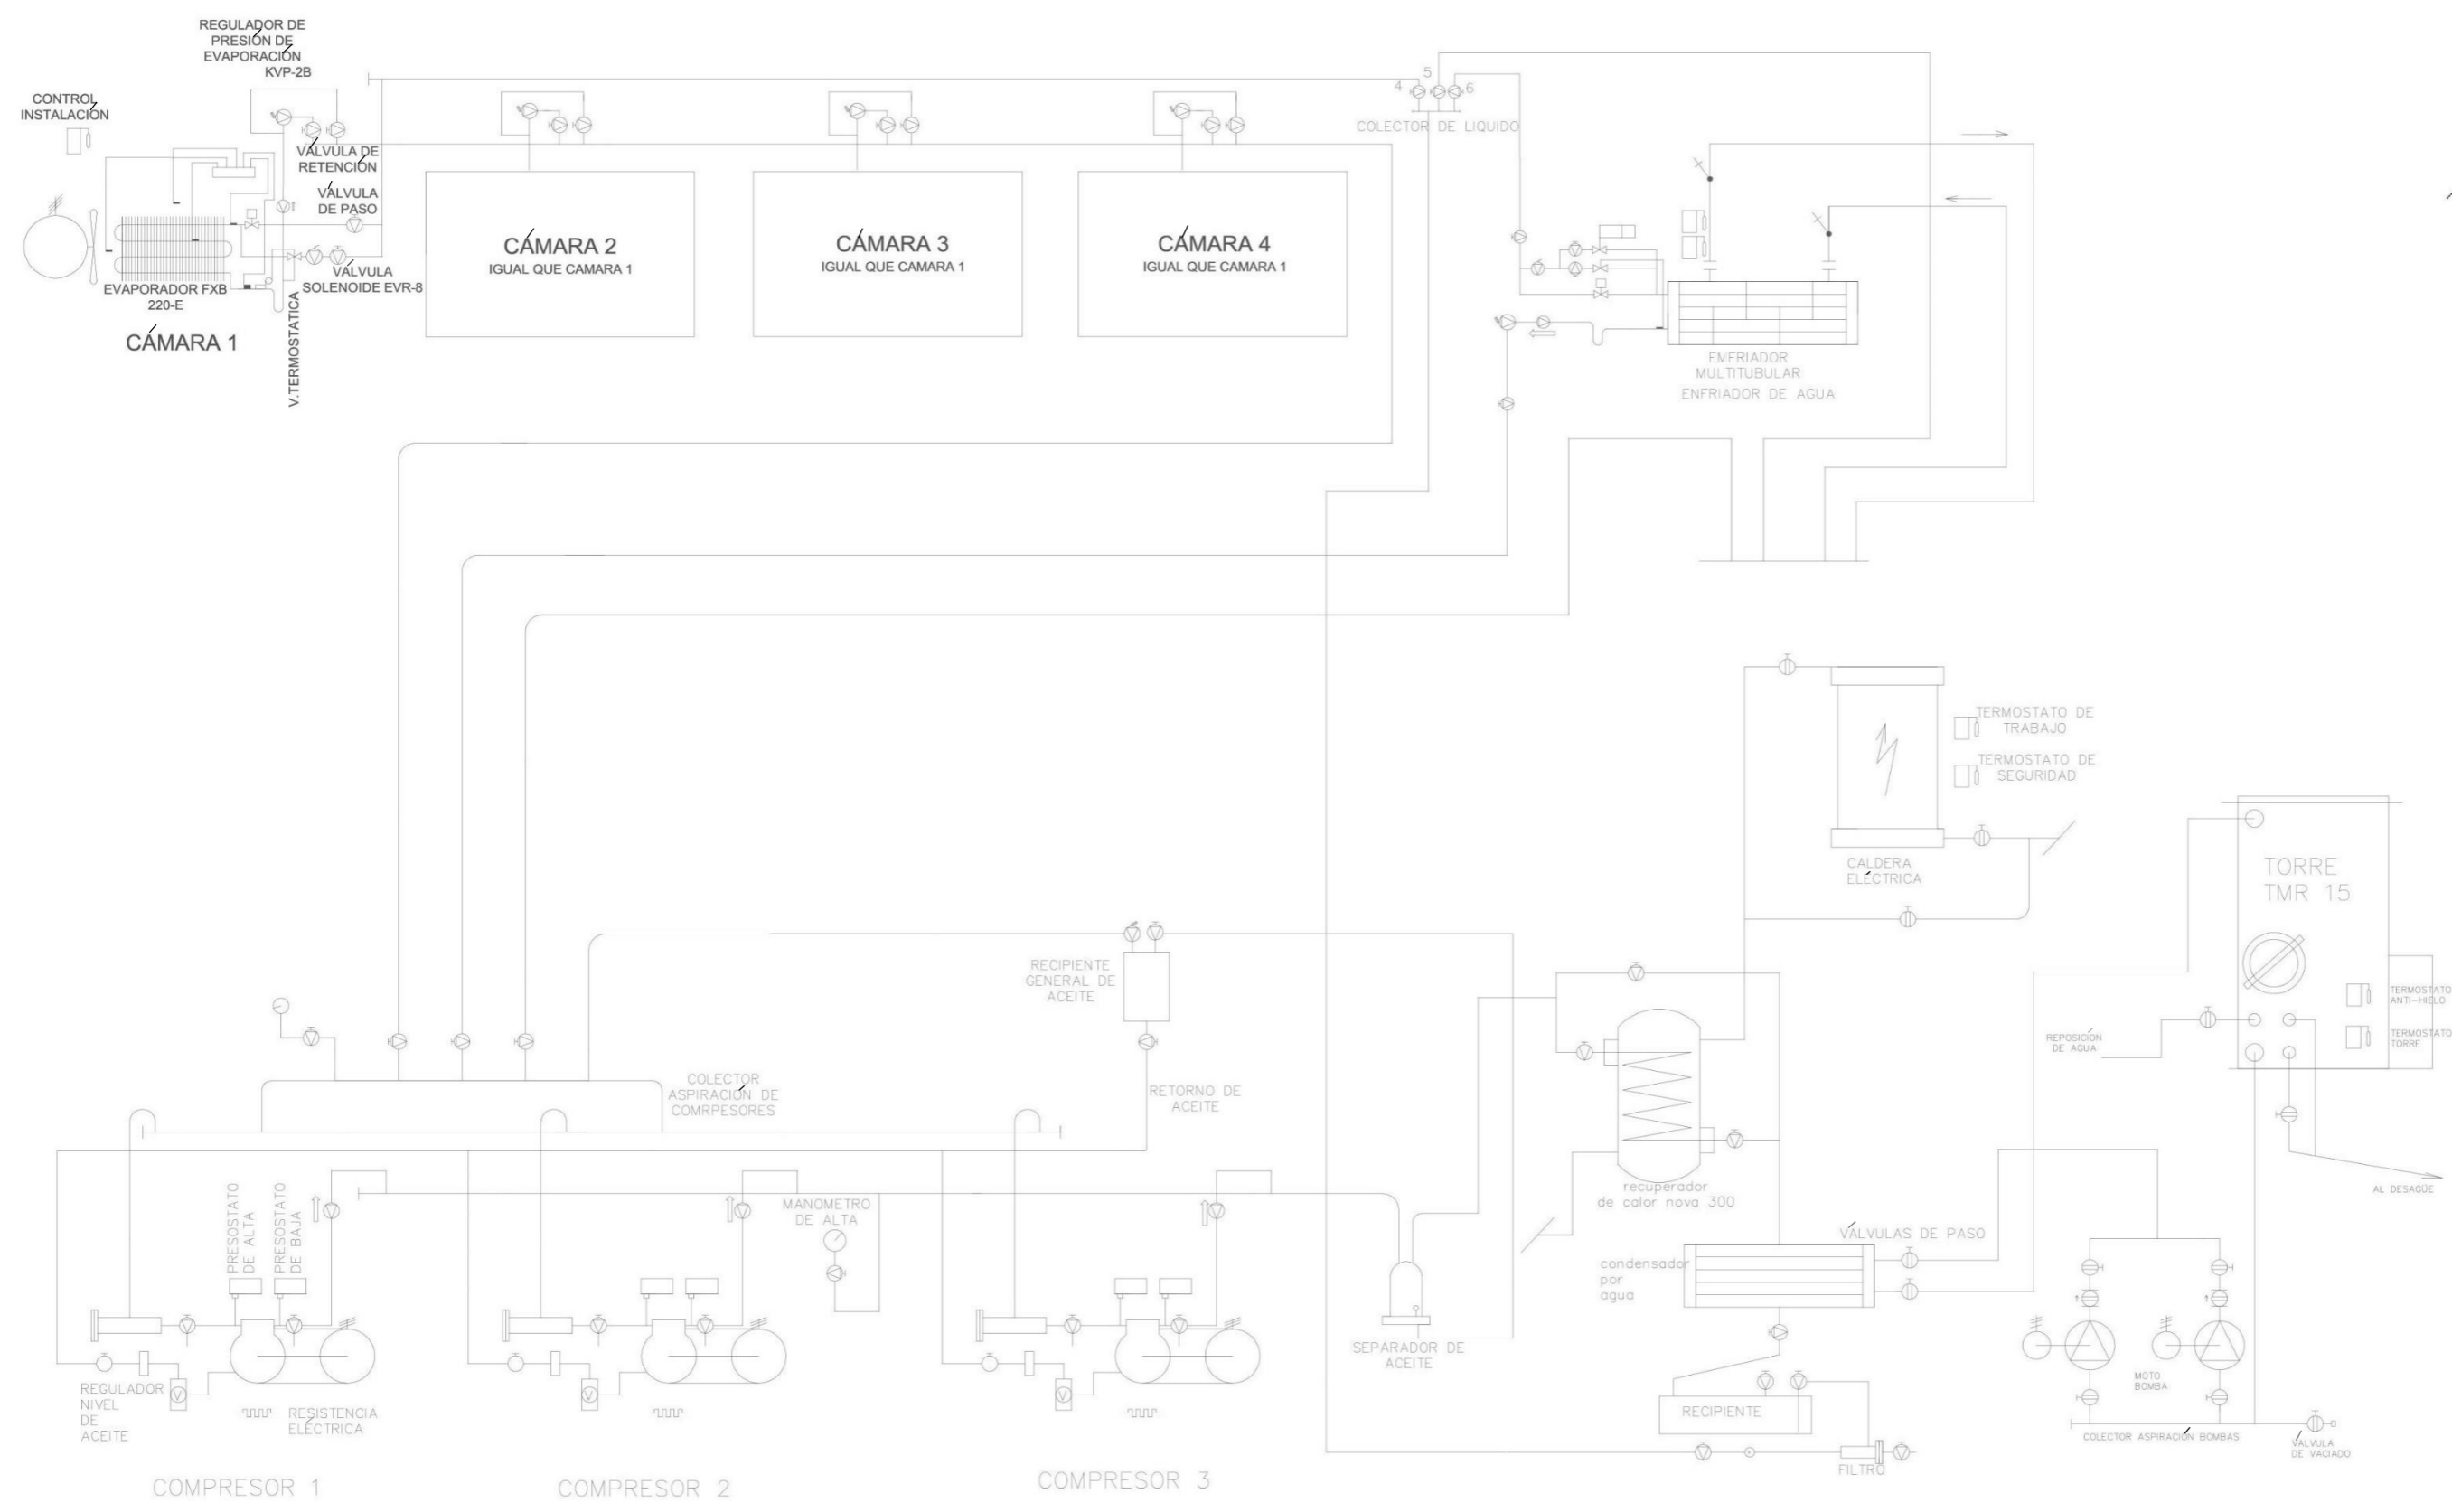 REGULADOR DE
PRESIÓN DE
EVAPORACIÓN
KVP-2B
CONTROL
INSTALACIÓN
VÁLVULA DE
RETENCIÓN
VÁLVULA
DE PASO
VÁLVULA
SOLENOIDE EVR-8
EVAPORADOR FXB
220-E
V.TERMOSTATICA
CÁMARA 1
CÁMARA 2
IGUAL QUE CAMARA 1
CÁMARA 3
IGUAL QUE CAMARA 1
CÁMARA 4
IGUAL QUE CAMARA 1
4
5
6
COLECTOR DE LIQUIDO
EMFRIADOR
MULTITUBULAR
ENFRIADOR DE AGUA
TERMOSTATO DE
TRABAJO
TERMOSTATO DE
SEGURIDAD
CALDERA
ELÉCTRICA
TORRE
TMR 15
TERMOSTATO
ANTI-HIELO
TERMOSTATO
TORRE
REPOSICIÓN
DE AGUA
AL DESAGÜE
RECIPIENTE
GENERAL DE
ACEITE
RETORNO DE
ACEITE
COLECTOR
ASPIRACIÓN DE
COMRPESORES
recuperador
de calor nova 300
VÁLVULAS DE PASO
condensador
por
agua
PRESOSTATO
DE ALTA
PRESOSTATO
DE BAJA
MANOMETRO
DE ALTA
SEPARADOR DE
ACEITE
REGULADOR
NIVEL
DE
ACEITE
RESISTENCIA
ELÉCTRICA
RECIPIENTE
FILTRO
MOTO
BOMBA
COLECTOR ASPIRACIÓN BOMBAS
VÁLVULA
DE VACIADO
COMPRESOR 1
COMPRESOR 2
COMPRESOR 3